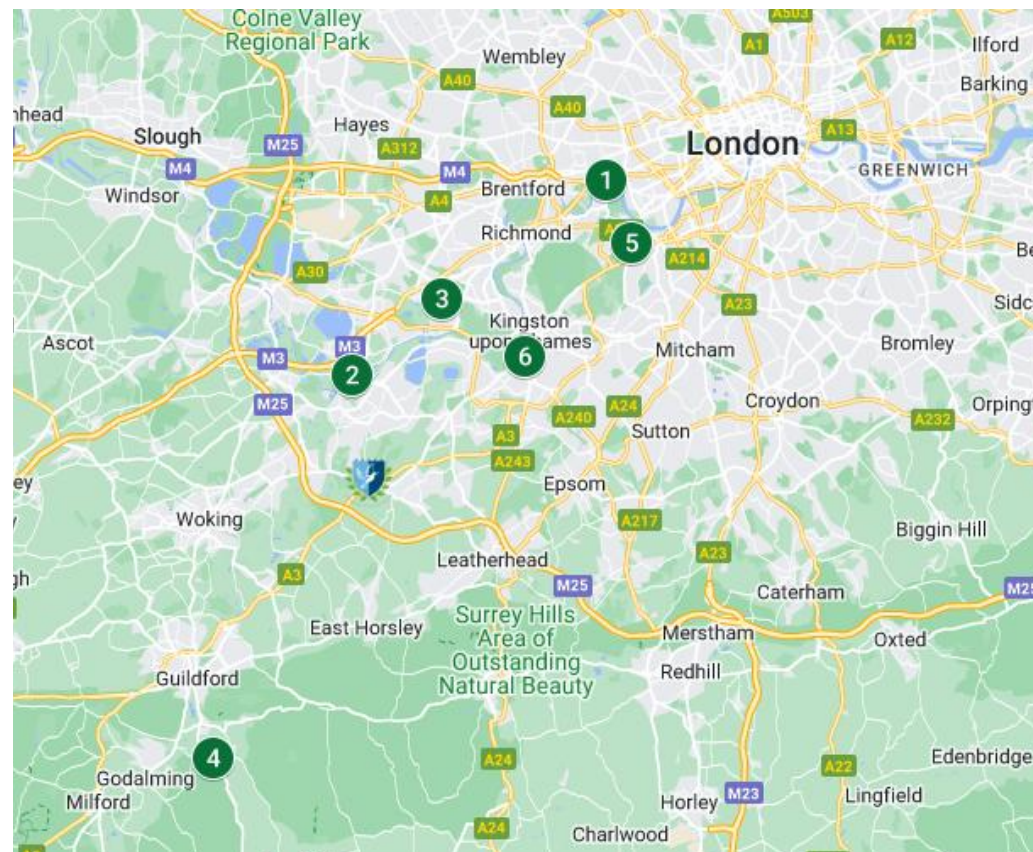 Colne Valley
Regional Park
A503
A1
A12
Ilford
Wembley
A40
Barking
A40
nhead
Slough
Hayes
A312
M25
London
A13
M4
M4
GREENWICH
Windsor
Brentford
1
A4
Richmond
5
A214
A30
3
A23
Sidc
Kingston
upon Thames
Ascot
M3
M3
6
Mitcham
Bromley
2
M25
A240
A24
Croydon
A232
Orping
A3
Sutton
A243
Epsom
ey
Woking
A217
Biggin Hill
Leatherhead
A23
gh
A3
M25
Caterham
M25
East Horsley
Surrey Hills
Area of
Outstanding
Natural Beauty
Merstham
Oxted
Guildford
Redhill
4
Godalming
Milford
A24
A22
Edenbridge
Horley
M23
Lingfield
A24
Charlwood